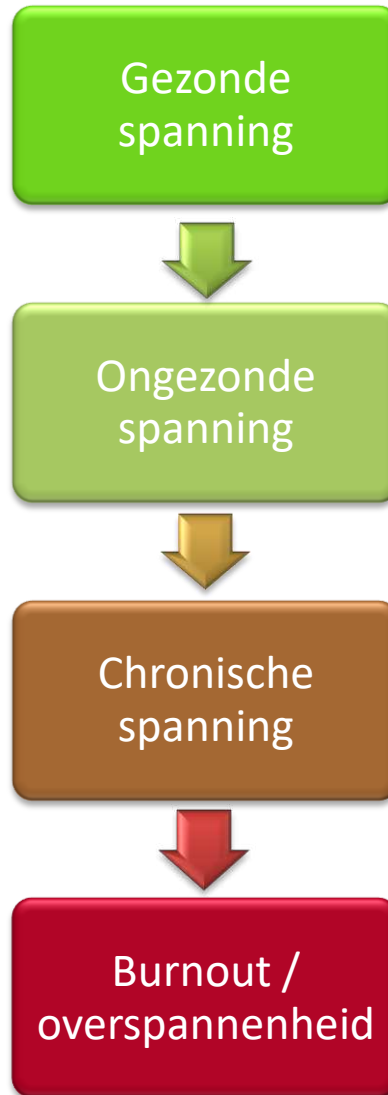 Gezonde
spanning
Ongezonde
spanning
Chronische
spanning
Burnout /
overspannenheid